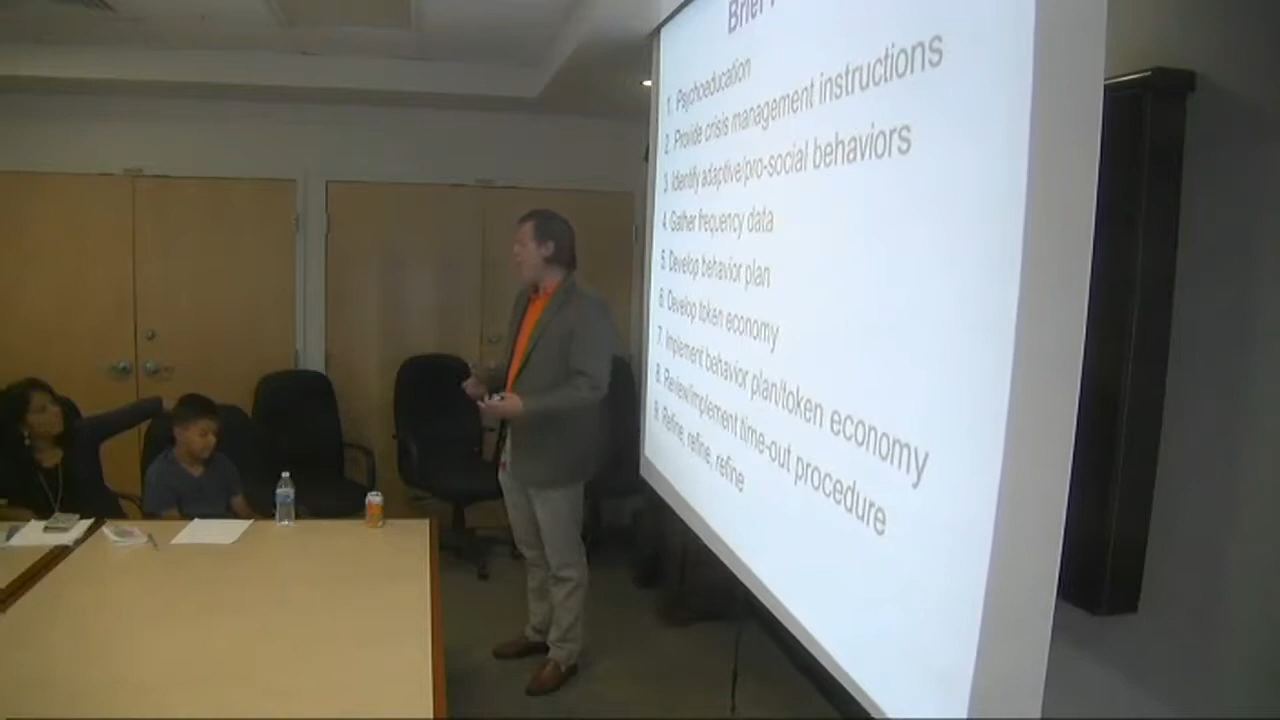 Brief
1. Psychoeducation
2. Provide crisis management instructions
3. Identify adaptive/pro-social behaviors
4. Gather frequency data
5. Develop behavior plan
6. Develop token economy
7. Implement behavior plan/token economy
8. Review/implement time-out procedure
9. Refine, refine, refine